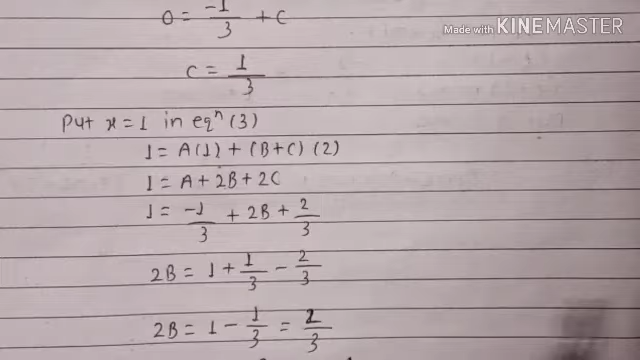 0 = -1/3 + C
Made with KINEMASTER
C = 1/3
Put x = 1 in eqⁿ (3)
1 = A(1) + (B+C) (2)
1 = A + 2B + 2C
1 = -1/3 + 2B + 2/3
2B = 1 + 1/3 - 2/3
2B = 1 - 1/3 = 2/3